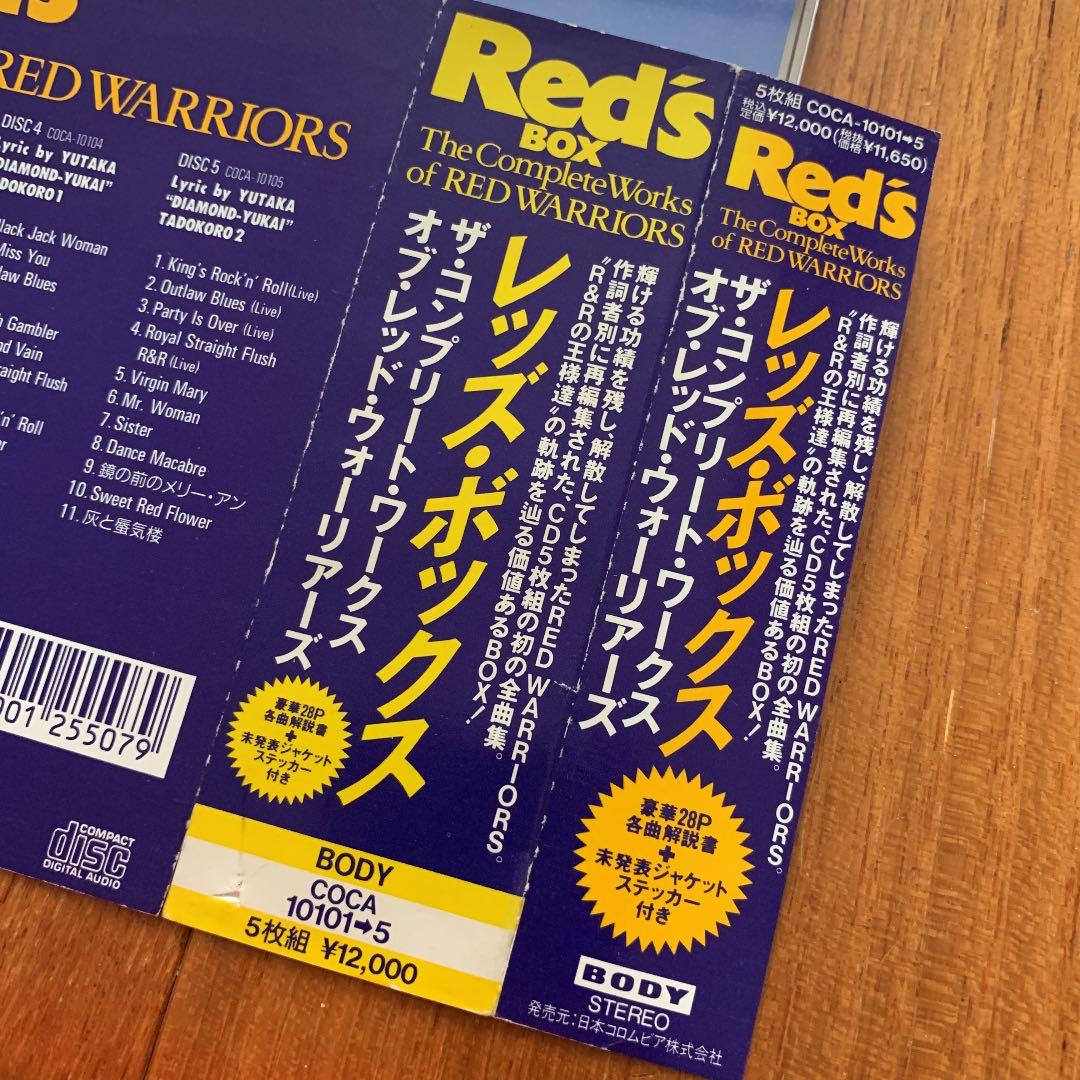 RED WARRIORS
DISC 4 COCA-10104
Lyric by YUTAKA
"DIAMOND-YUKAI"
TADOKORO 1
Black Jack Woman
Miss You
Outlaw Blues
Gambler
and Vain
Straight Flush
'n' Roll
DISC 5 COCA-10105
Lyric by YUTAKA
"DIAMOND-YUKAI"
TADOKORO 2
1. King's Rock'n' Roll (Live)
2. Outlaw Blues (Live)
3. Party Is Over (Live)
4. Royal Straight Flush
R&R (Live)
5. Virgin Mary
6. Mr. Woman
7. Sister
8. Dance Macabre
9. 鏡の前のメリー・アン
10. Sweet Red Flower
11. 灰と蜃気楼
001 255079
COMPACT
disc
DIGITAL AUDIO
Red's
BOX
The Complete Works
of RED WARRIORS
レッズ・ボックス
ザ・コンプリート・ワークス
オブ・レッド・ウォーリアーズ
輝ける功績を残し、解散してしまったRED WARRIORS。
作詞者別に再編集された、CD5枚組の初の全曲集。
"R&Rの王様達"の軌跡を辿る価値あるBOX!
豪華28P
各曲解説書
+
未発表ジャケット
ステッカー
付き
BODY
COCA
10101➔5
5枚組 ¥12,000
5枚組 COCA-10101➔5
税込定価¥12,000(税抜価格¥11,650)
Red's
BOX
The Complete Works
of RED WARRIORS
レッズ・ボックス
ザ・コンプリート・ワークス
オブ・レッド・ウォーリアーズ
輝ける功績を残し、解散してしまったRED WARRIORS。
作詞者別に再編集された、CD5枚組の初の全曲集。
"R&Rの王様達"の軌跡を辿る価値あるBOX!
豪華28P
各曲解説書
+
未発表ジャケット
ステッカー
付き
BODY
STEREO
発売元:日本コロムビア株式会社